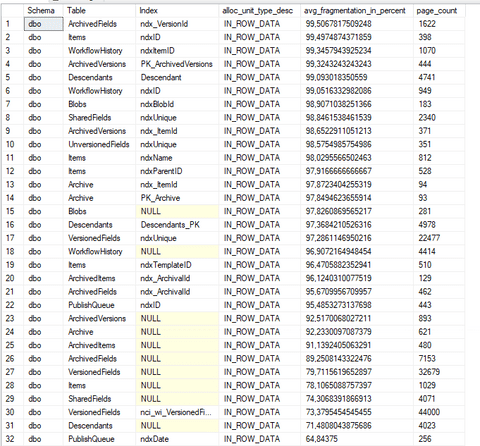 Schema Table Index alloc_unit_type_desc avg_fragmentation_in_percent page_count
1 dbo ArchivedFields ndx_VersionId IN_ROW_DATA 99.5067817509248 1622
2 dbo Items ndxID IN_ROW_DATA 99.4974874371859 398
3 dbo WorkflowHistory ndxItemID IN_ROW_DATA 99.3457943925234 1070
4 dbo ArchivedVersions PK_ArchivedVersions IN_ROW_DATA 99.3243243243243 444
5 dbo Descendants Descendant IN_ROW_DATA 99.093018350559 4741
6 dbo WorkflowHistory ndxID IN_ROW_DATA 99.0516332982086 949
7 dbo Blobs ndxBlobId IN_ROW_DATA 98.9071038251366 183
8 dbo SharedFields ndxUnique IN_ROW_DATA 98.8461538461539 2340
9 dbo ArchivedVersions ndx_ItemId IN_ROW_DATA 98.6522911051213 371
10 dbo UnversionedFields ndxUnique IN_ROW_DATA 98.5754985754986 351
11 dbo Items ndxName IN_ROW_DATA 98.0295566502463 812
12 dbo Items ndxParentID IN_ROW_DATA 97.9166666666667 528
13 dbo Archive ndx_ItemId IN_ROW_DATA 97.8723404255319 94
14 dbo Archive PK_Archive IN_ROW_DATA 97.8494623655914 93
15 dbo Blobs NULL IN_ROW_DATA 97.8260869565217 281
16 dbo Descendants Descendants_PK IN_ROW_DATA 97.3684210526316 4978
17 dbo VersionedFields ndxUnique IN_ROW_DATA 97.2861146950216 22477
18 dbo WorkflowHistory NULL IN_ROW_DATA 96.9072164948454 4414
19 dbo Items ndxTemplateID IN_ROW_DATA 96.4705882352941 510
20 dbo ArchivedItems ndx_ArchivalId IN_ROW_DATA 96.1240310077519 129
21 dbo ArchivedFields ndx_ArchivalId IN_ROW_DATA 95.6709956709957 462
22 dbo PublishQueue ndxID IN_ROW_DATA 95.4853273137698 443
23 dbo ArchivedVersions NULL IN_ROW_DATA 92.5170068027211 893
24 dbo Archive NULL IN_ROW_DATA 92.2330097087379 621
25 dbo ArchivedItems NULL IN_ROW_DATA 91.1392405063291 480
26 dbo ArchivedFields NULL IN_ROW_DATA 89.2508143322476 7153
27 dbo VersionedFields NULL IN_ROW_DATA 79.7115619652897 32679
28 dbo Items NULL IN_ROW_DATA 78.1065088757397 1029
29 dbo SharedFields NULL IN_ROW_DATA 74.3068391866913 4071
30 dbo VersionedFields nci_wi_VersionedFi... IN_ROW_DATA 73.3795454545455 44000
31 dbo Descendants NULL IN_ROW_DATA 71.4808043875686 4023
32 dbo PublishQueue ndxDate IN_ROW_DATA 64.84375 256